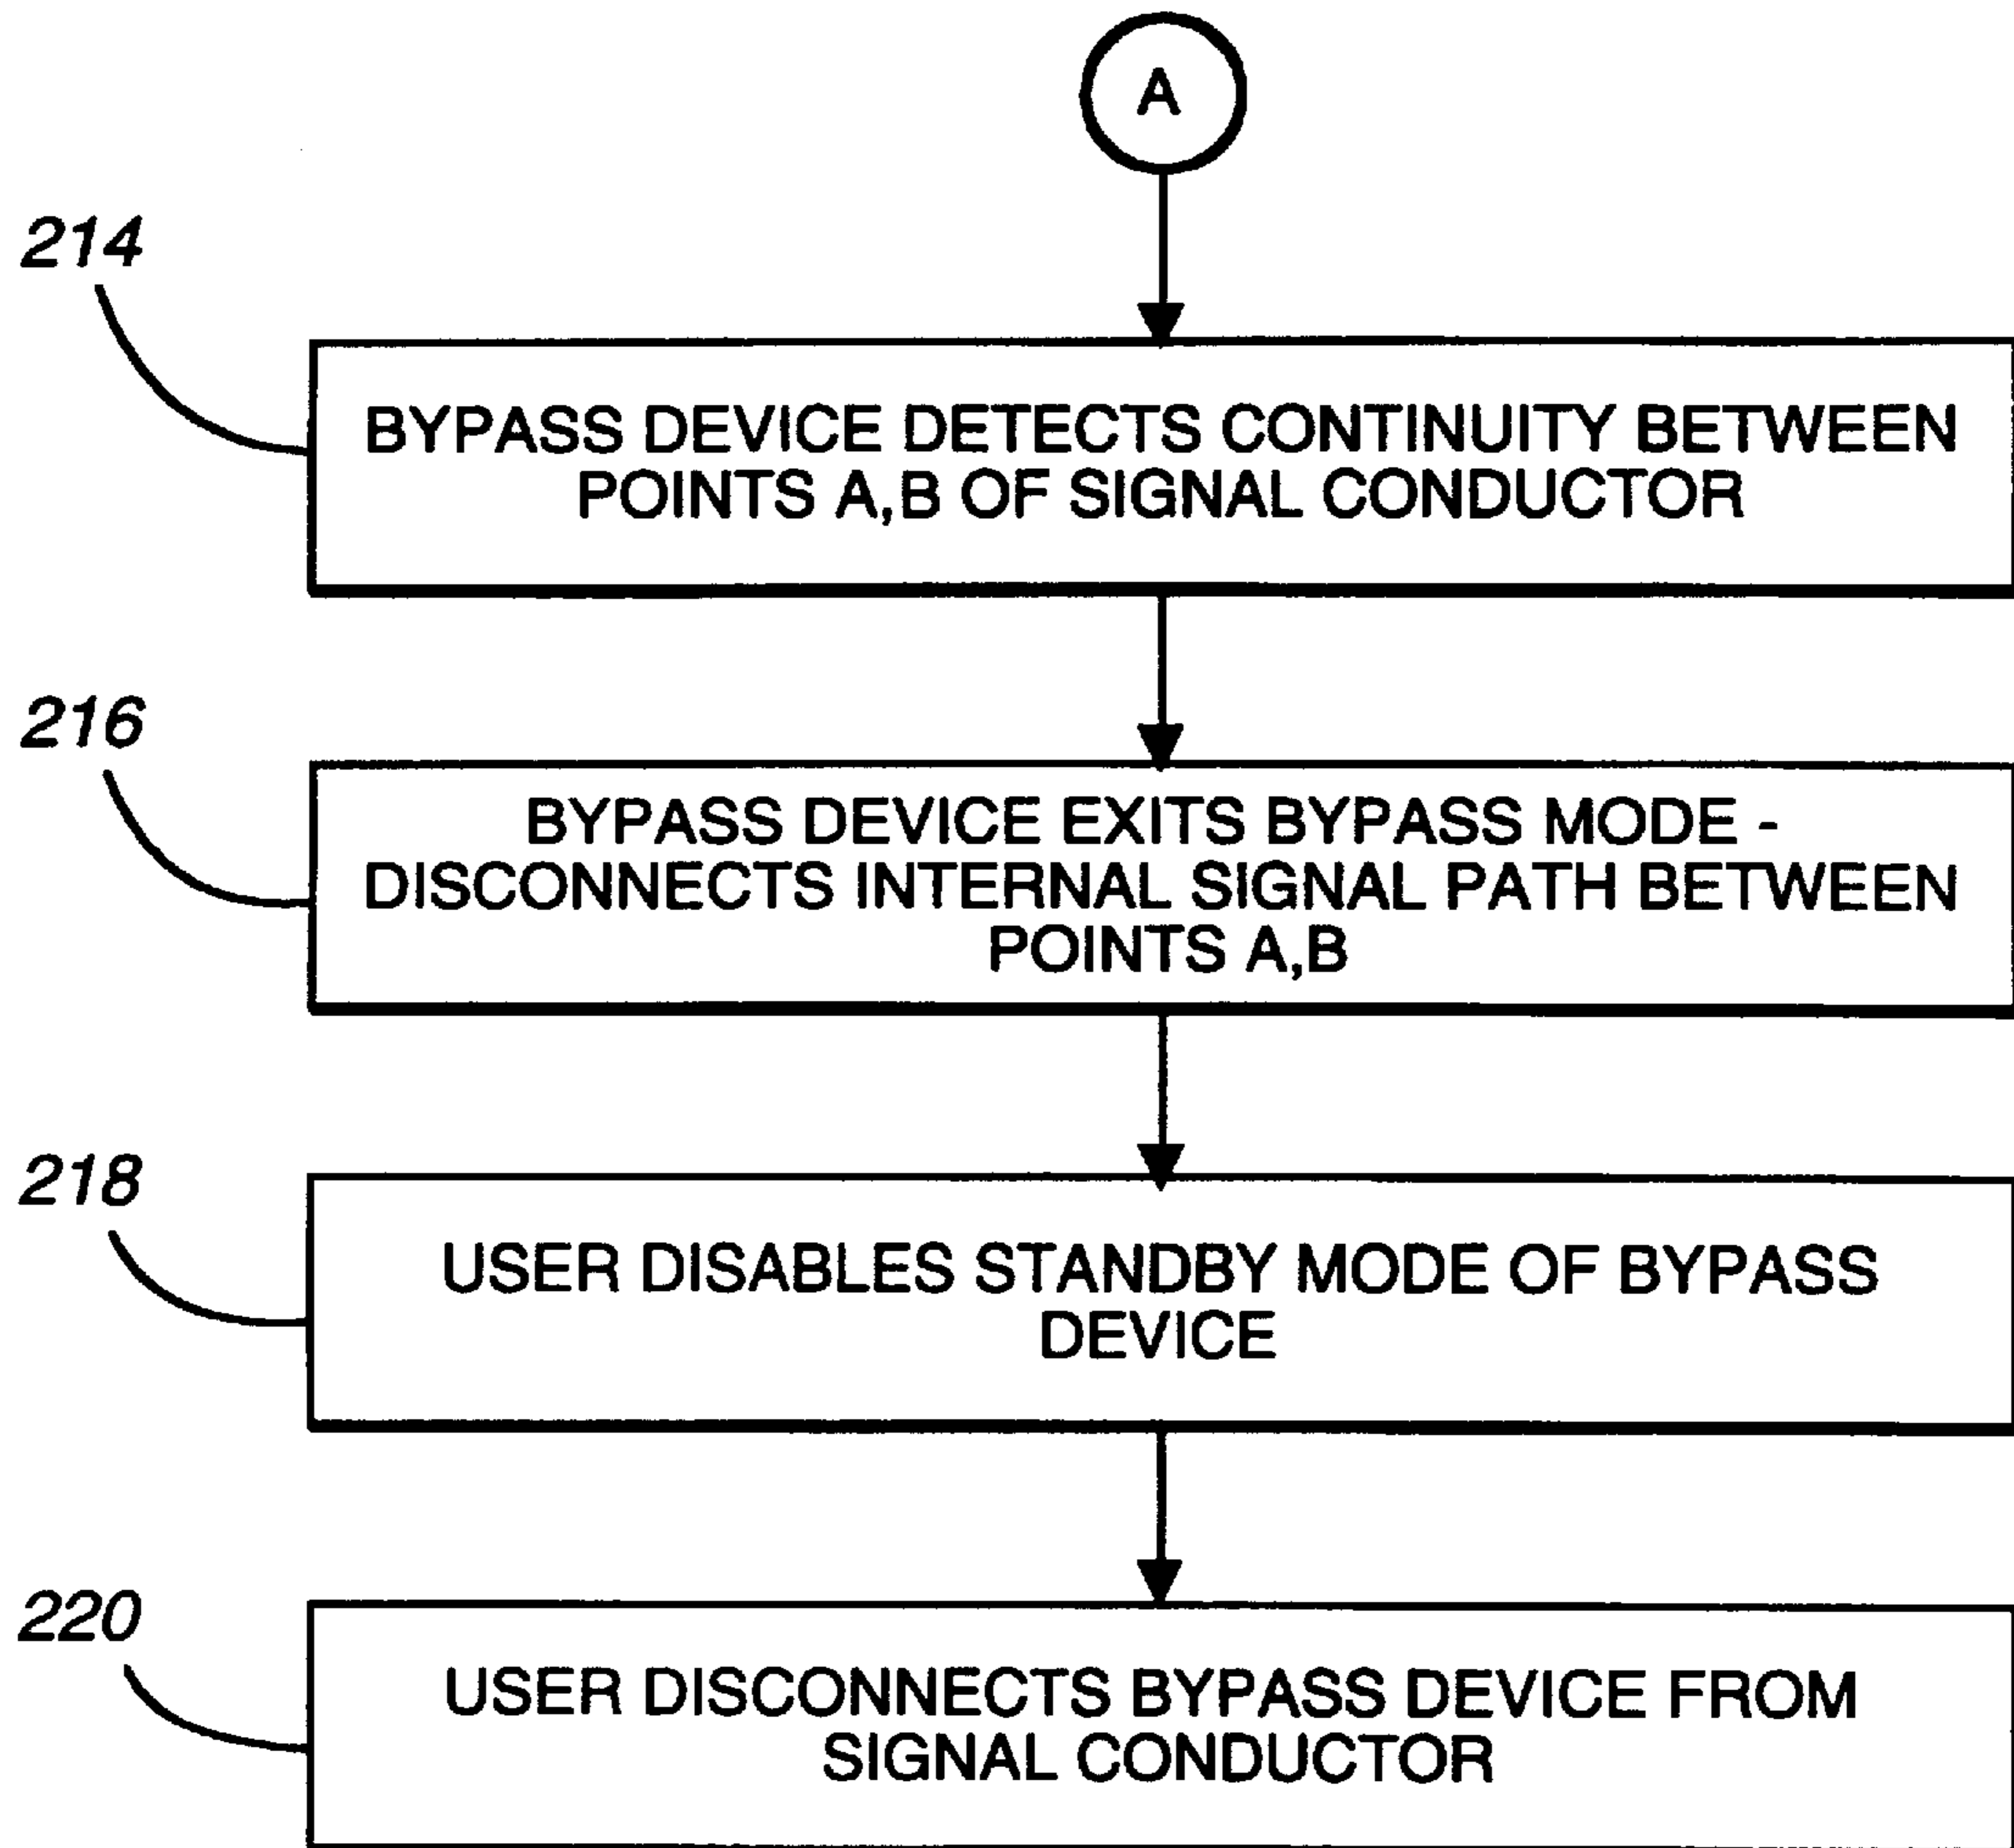 A
214
BYPASS DEVICE DETECTS CONTINUITY BETWEEN
POINTS A,B OF SIGNAL CONDUCTOR
216
BYPASS DEVICE EXITS BYPASS MODE -
DISCONNECTS INTERNAL SIGNAL PATH BETWEEN
POINTS A,B
218
USER DISABLES STANDBY MODE OF BYPASS
DEVICE
220
USER DISCONNECTS BYPASS DEVICE FROM
SIGNAL CONDUCTOR